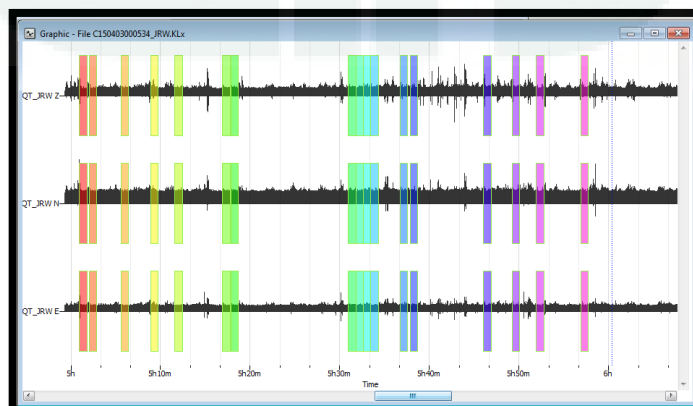 Graphic - File C150403000534_JRW.KLx
QT_JRW Z
QT_JRW N
QT_JRW E
5h 5h10m 5h20m 5h30m 5h40m 5h50m 6h
Time